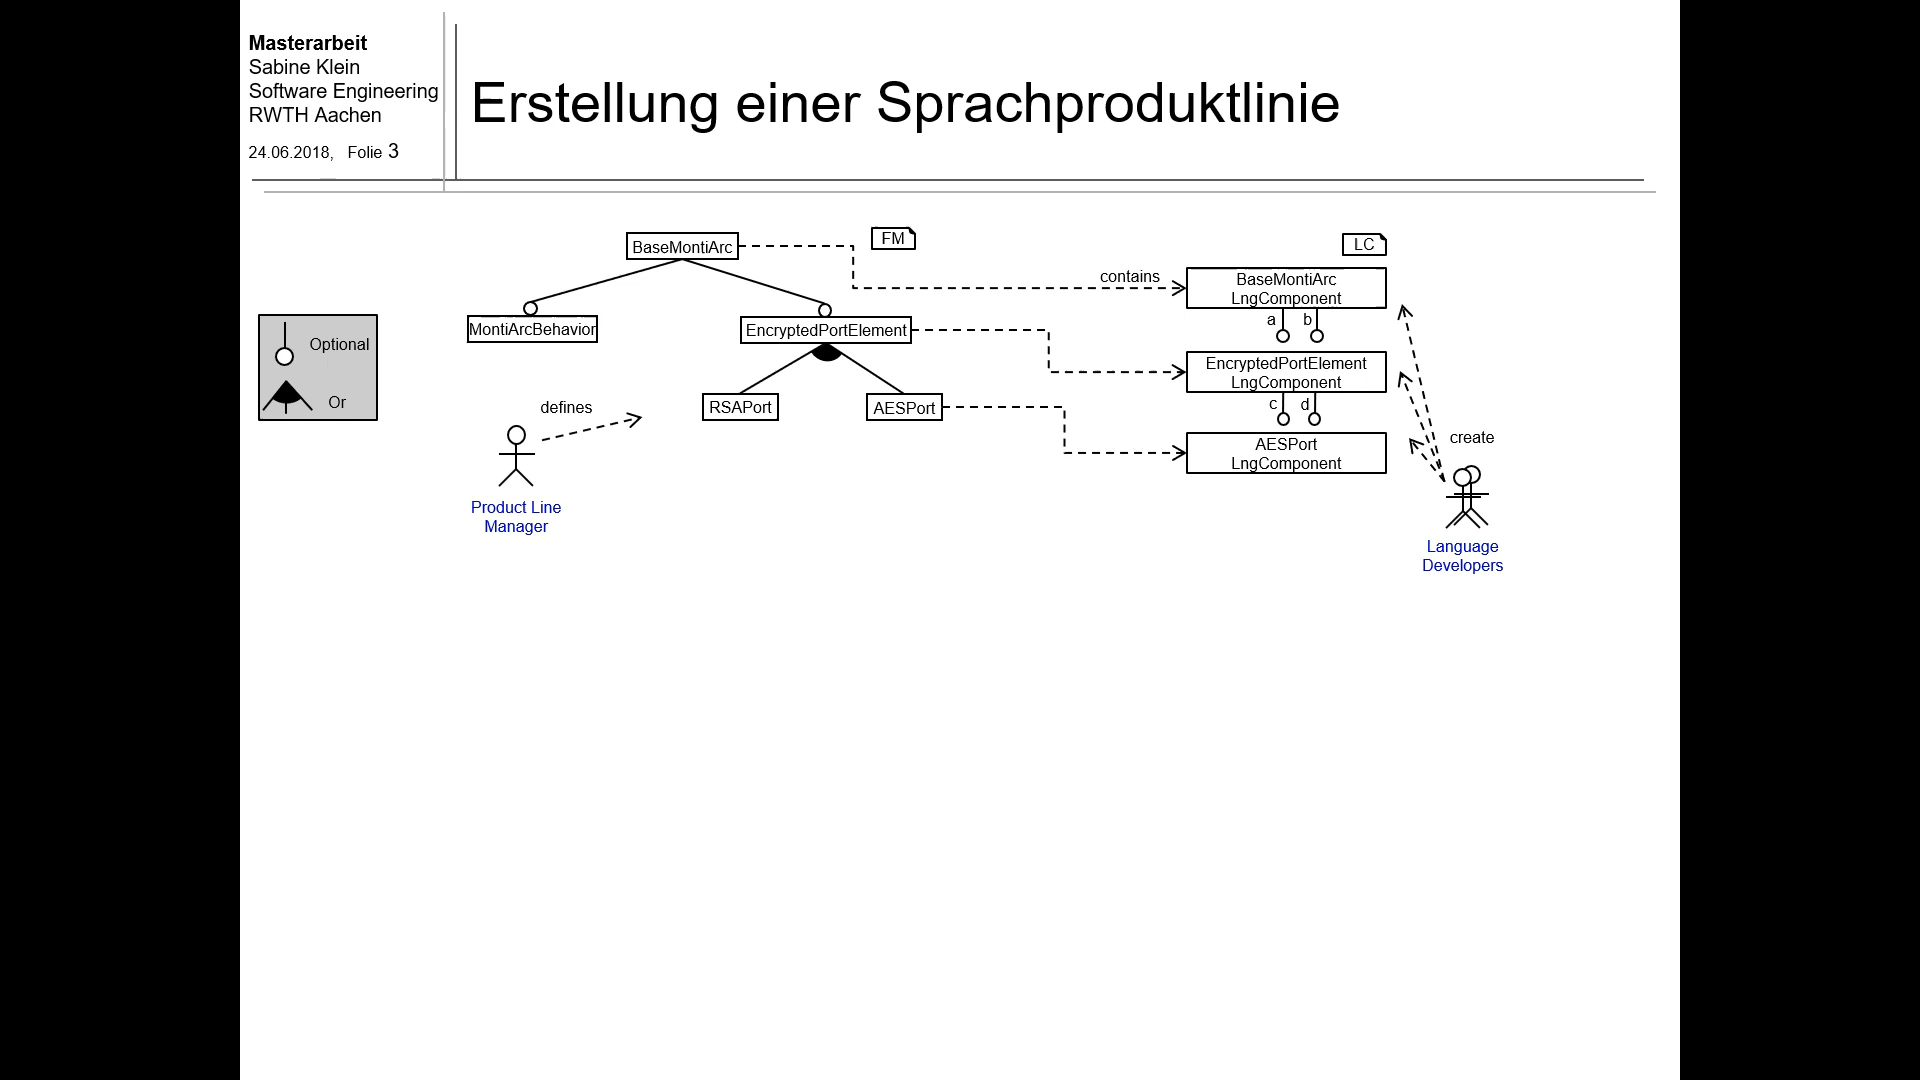 Masterarbeit
Sabine Klein
Software Engineering
RWTH Aachen
24.06.2018, Folie 3
Erstellung einer Sprachproduktlinie
BaseMontiArc
FM
LC
contains
BaseMontiArc
LngComponent
a b
MontiArcBehavior
EncryptedPortElement
Optional
Or
EncryptedPortElement
LngComponent
c d
RSAPort
AESPort
defines
AESPort
LngComponent
create
Product Line
Manager
Language
Developers